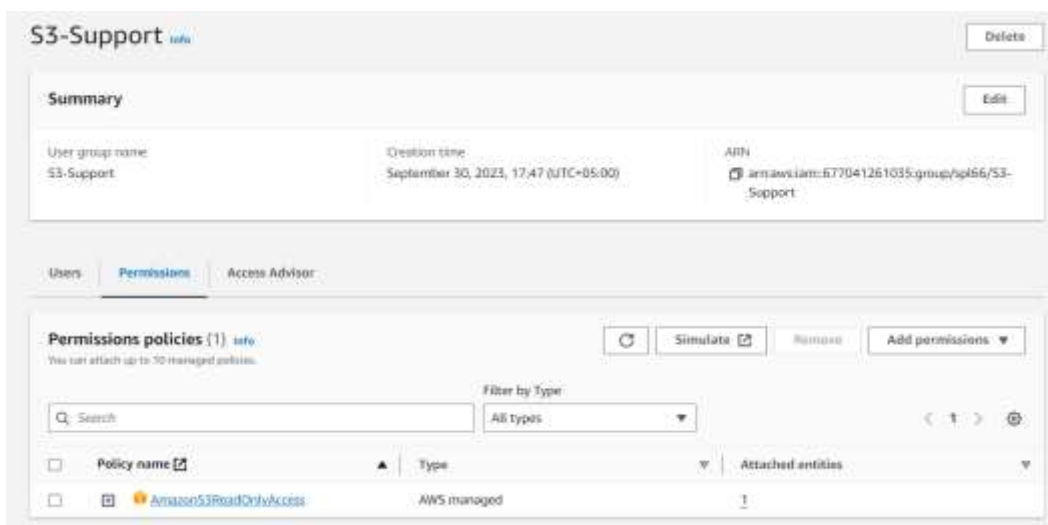 S3-Support Info
Delete
Summary
Edit
User group name
S3-Support
Creation time
September 30, 2023, 17:47 (UTC+05:00)
ARN
arn:aws:iam::677041261035:group/spl66/S3-
Support
Users
Permissions
Access Advisor
Permissions policies (1) Info
You can attach up to 10 managed policies.
Simulate
Remove
Add permissions
Filter by Type
Search
All types
1
Policy name
Type
Attached entities
AmazonS3ReadOnlyAccess
AWS managed
1